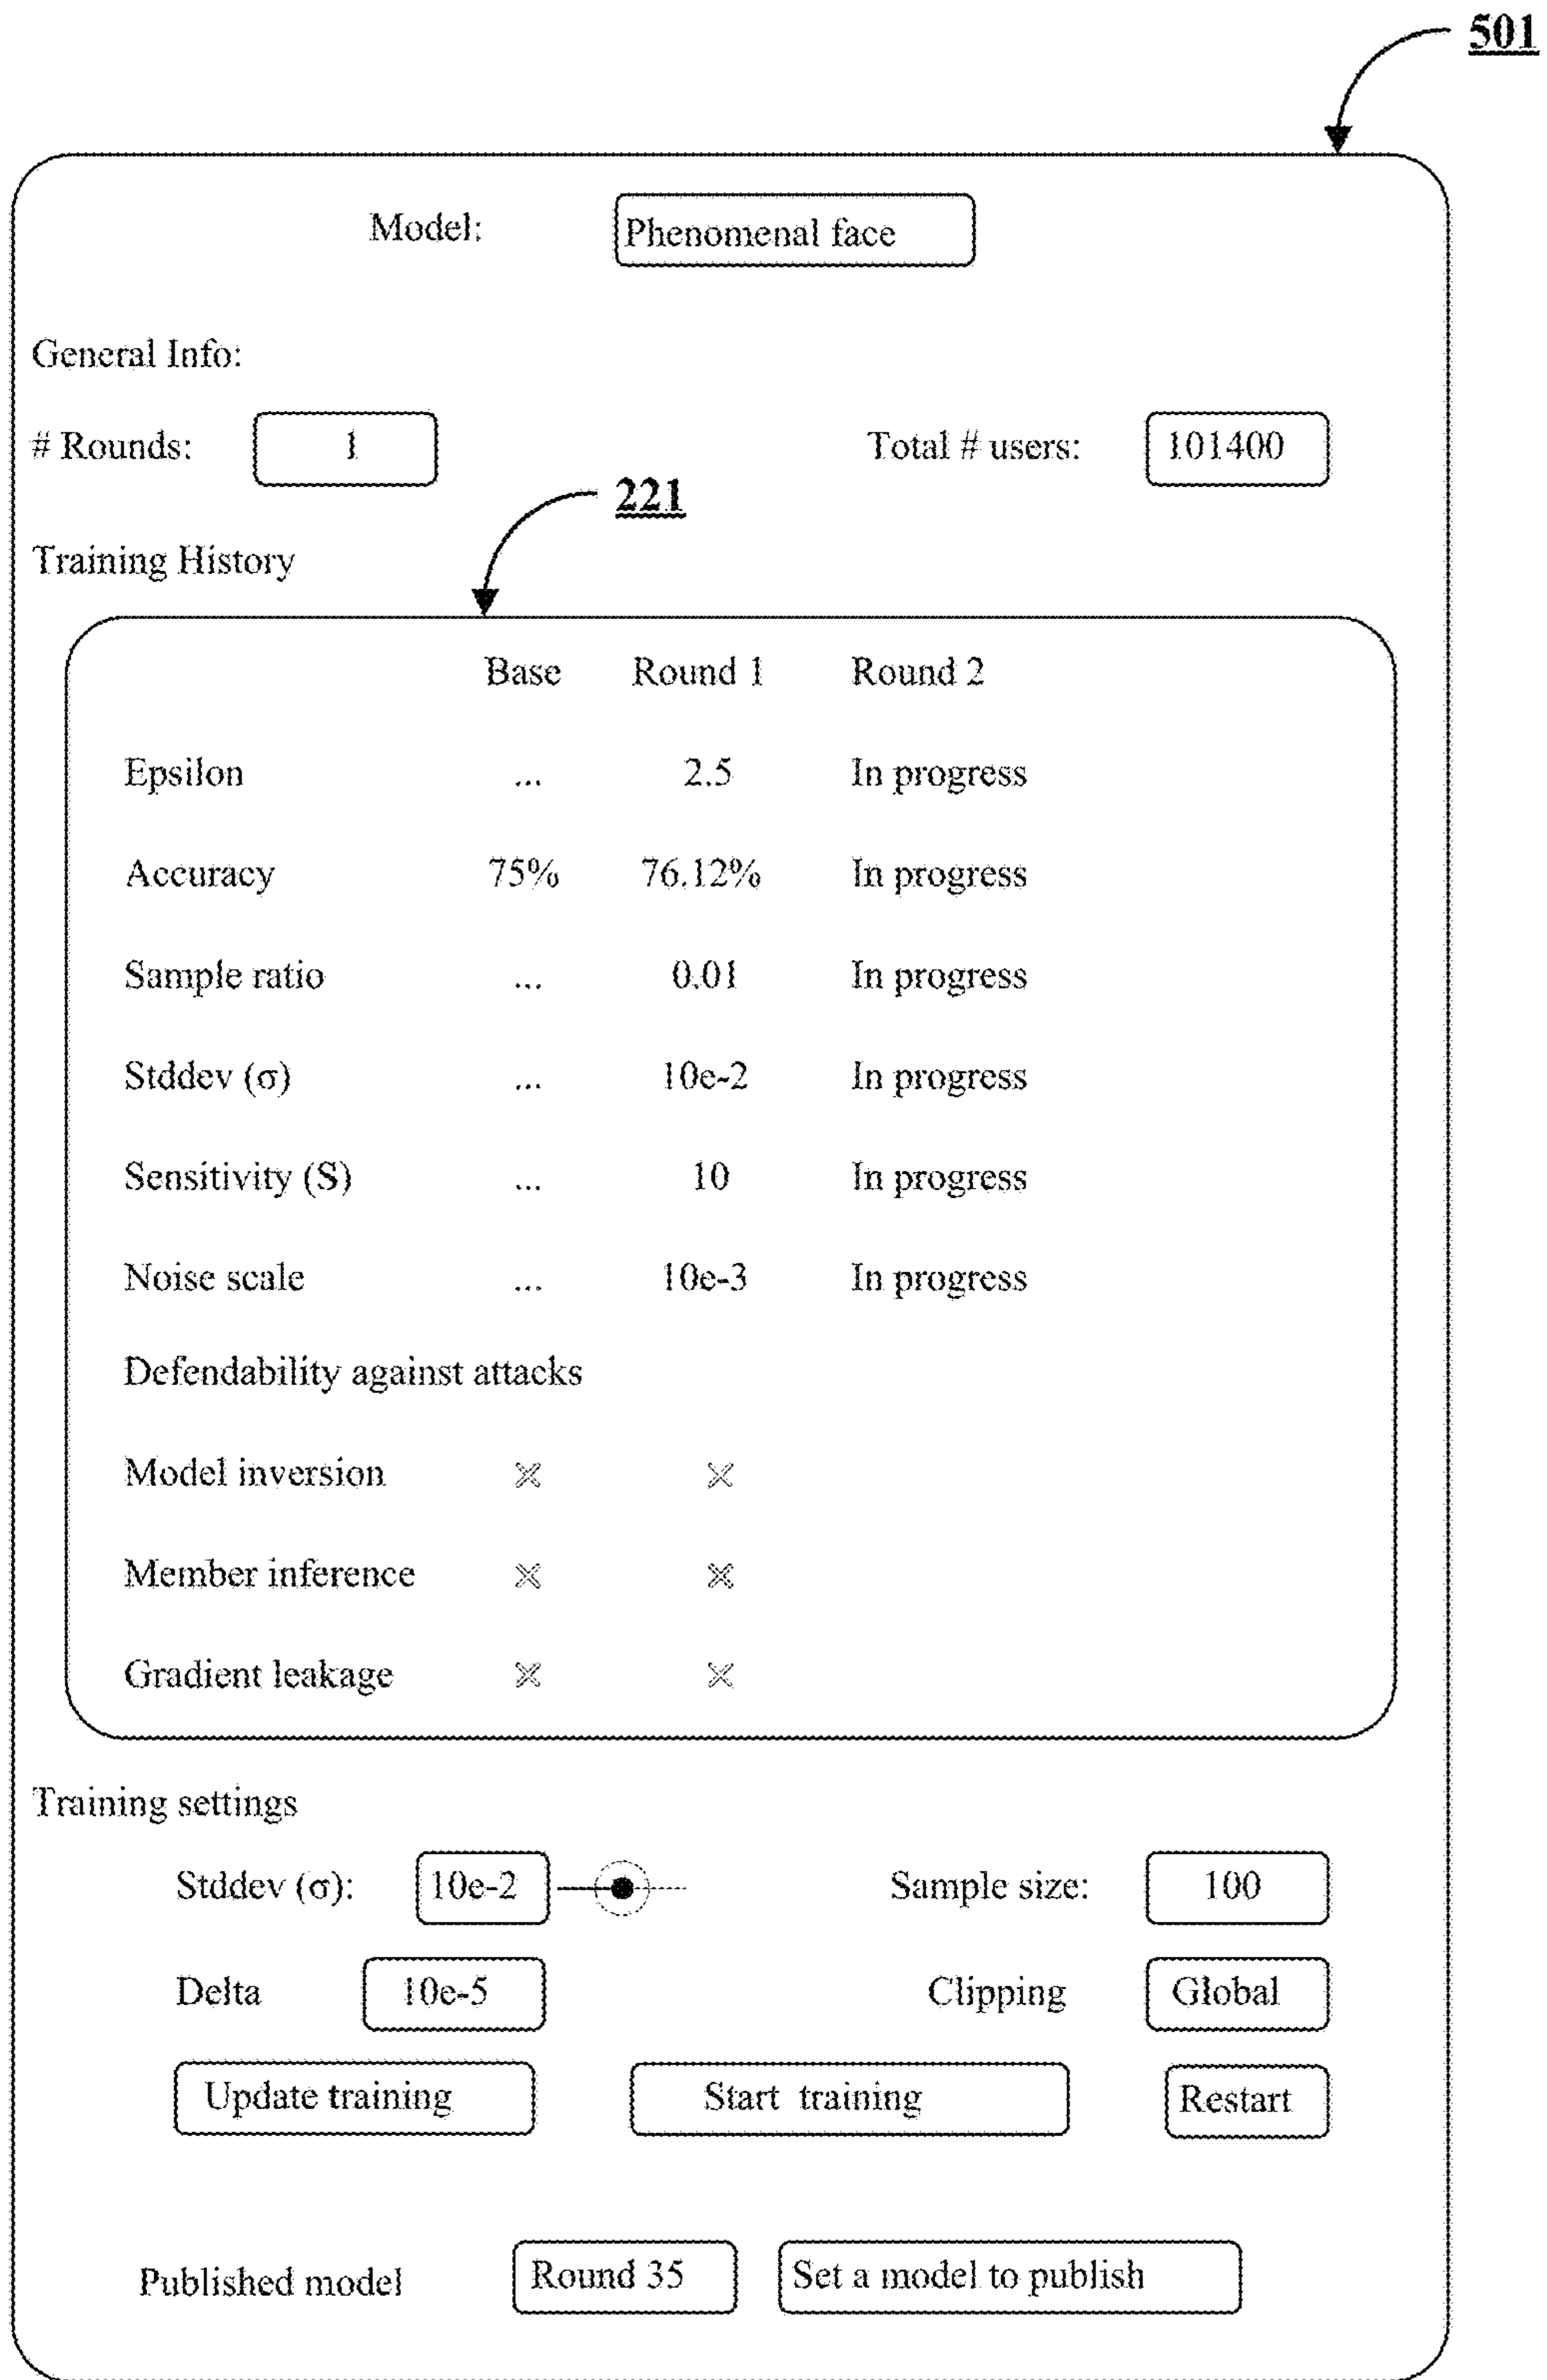 501
Model: Phenomenal face
General Info:
# Rounds: 1 Total # users: 101400
221
Training History
Base Round 1 Round 2
Epsilon ... 2.5 In progress
Accuracy 75% 76.12% In progress
Sample ratio ... 0.01 In progress
Stddev (σ) ... 10e-2 In progress
Sensitivity (S) ... 10 In progress
Noise scale ... 10e-3 In progress
Defendability against attacks
Model inversion ✕ ✕
Member inference ✕ ✕
Gradient leakage ✕ ✕
Training settings
Stddev (σ): 10e-2 Sample size: 100
Delta 10e-5 Clipping Global
Update training Start training Restart
Published model Round 35 Set a model to publish